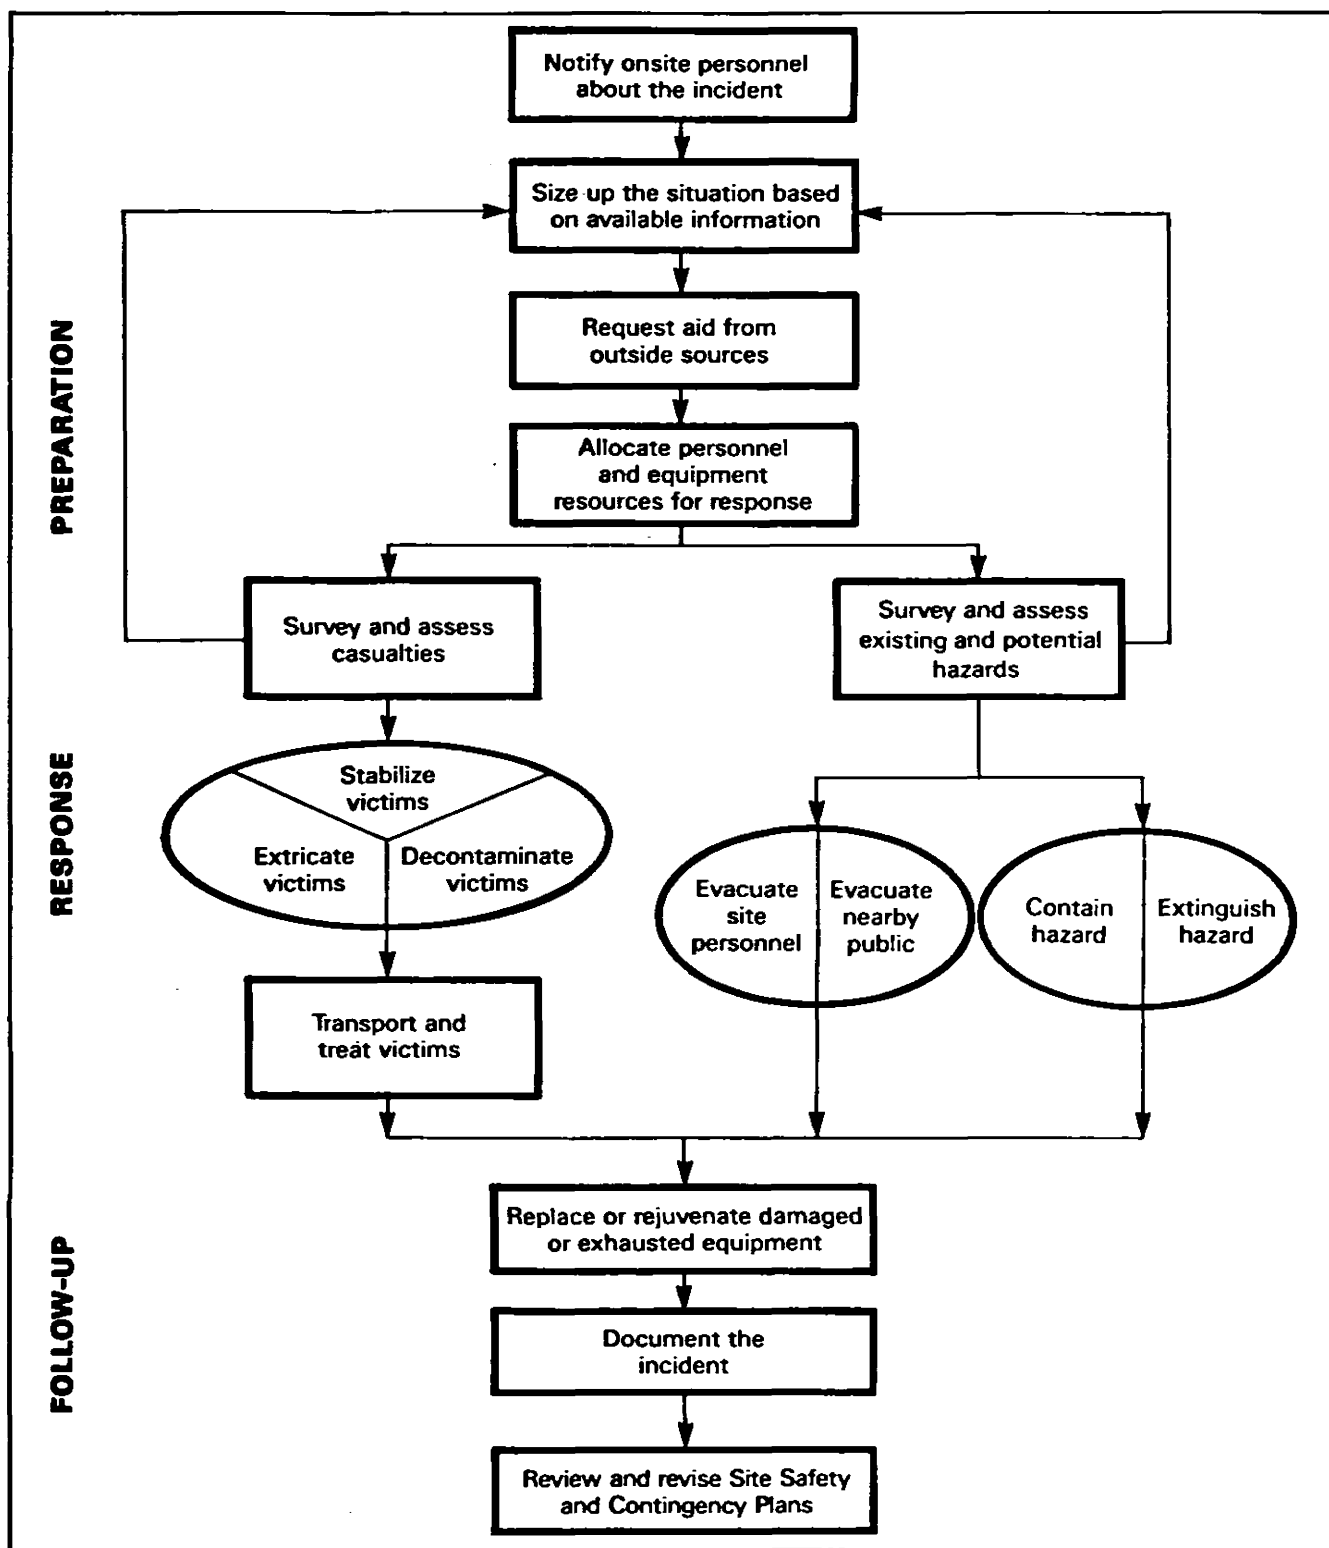 Notify onsite personnel
about the incident
Size up the situation based
on available information
Request aid from
outside sources
PREPARATION
Allocate personnel
and equipment
resources for response
Survey and assess
casualties
Survey and assess
existing and potential
hazards
RESPONSE
Stabilize
victims
Extricate
victims
Decontaminate
victims
Evacuate
site
personnel
Evacuate
nearby
public
Contain
hazard
Extinguish
hazard
Transport and
treat victims
FOLLOW-UP
Replace or rejuvenate damaged
or exhausted equipment
Document the
incident
Review and revise Site Safety
and Contingency Plans